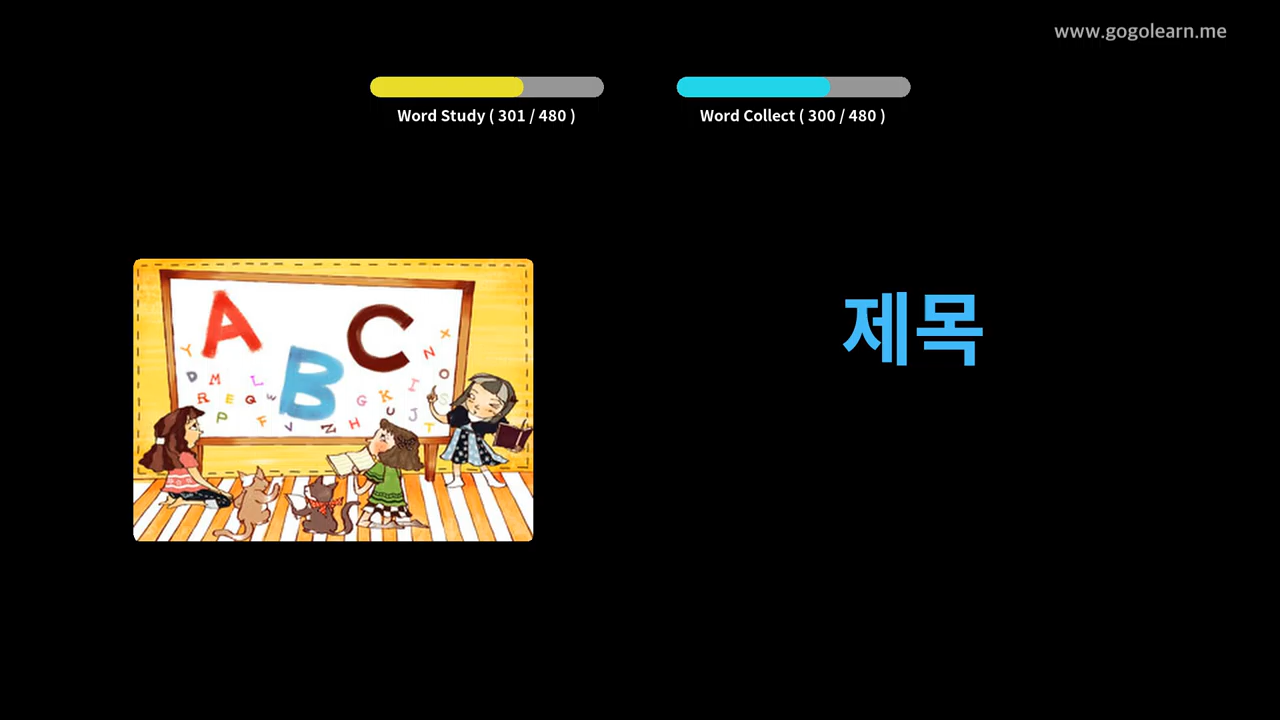 www.gogolearn.me
Word Study ( 301 / 480 )
Word Collect ( 300 / 480 )
제목
A
C
B
X
Y
N
D M L O
I
R E Q W G K S
P F U J
V Z H T